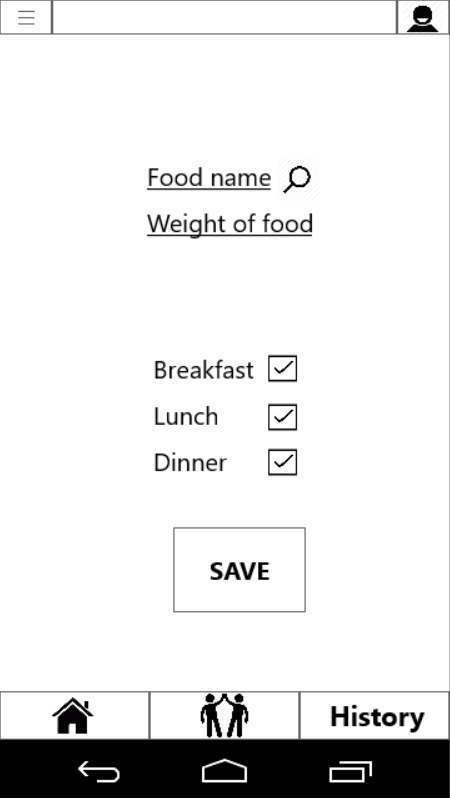 Food name
Weight of food
Breakfast
Lunch
Dinner
SAVE
History